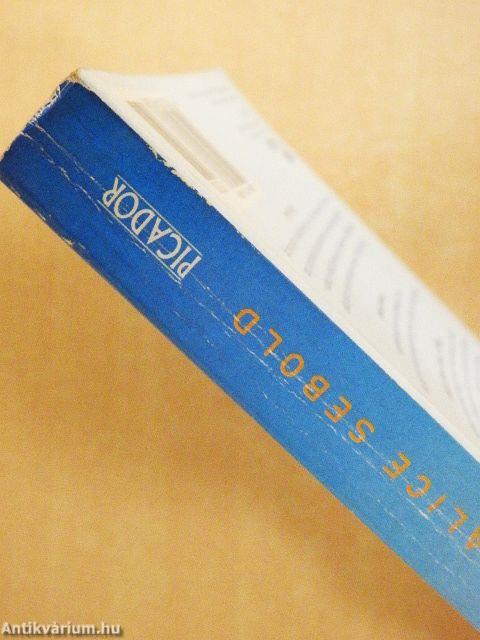 PICADOR
ALICE SEBOLD
Antikvárium.hu